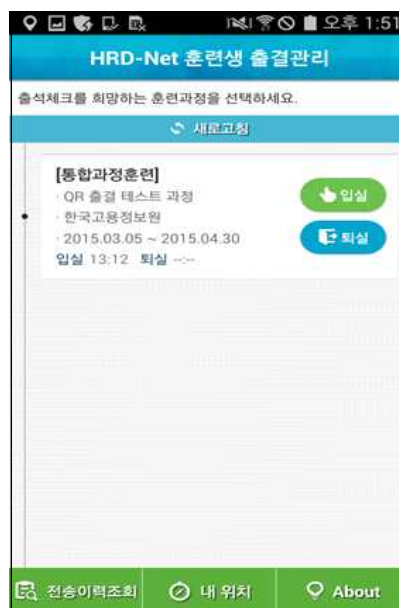 오후 1:51
HRD-Net 훈련생 출결관리
출석체크를 희망하는 훈련과정을 선택하세요.
새로고침
[통합과정훈련]
· QR 출결 테스트 과정
· 한국고용정보원
· 2015.03.05 ~ 2015.04.30
입실 13:12 퇴실 --:--
입실
퇴실
전송이력조회
내 위치
About